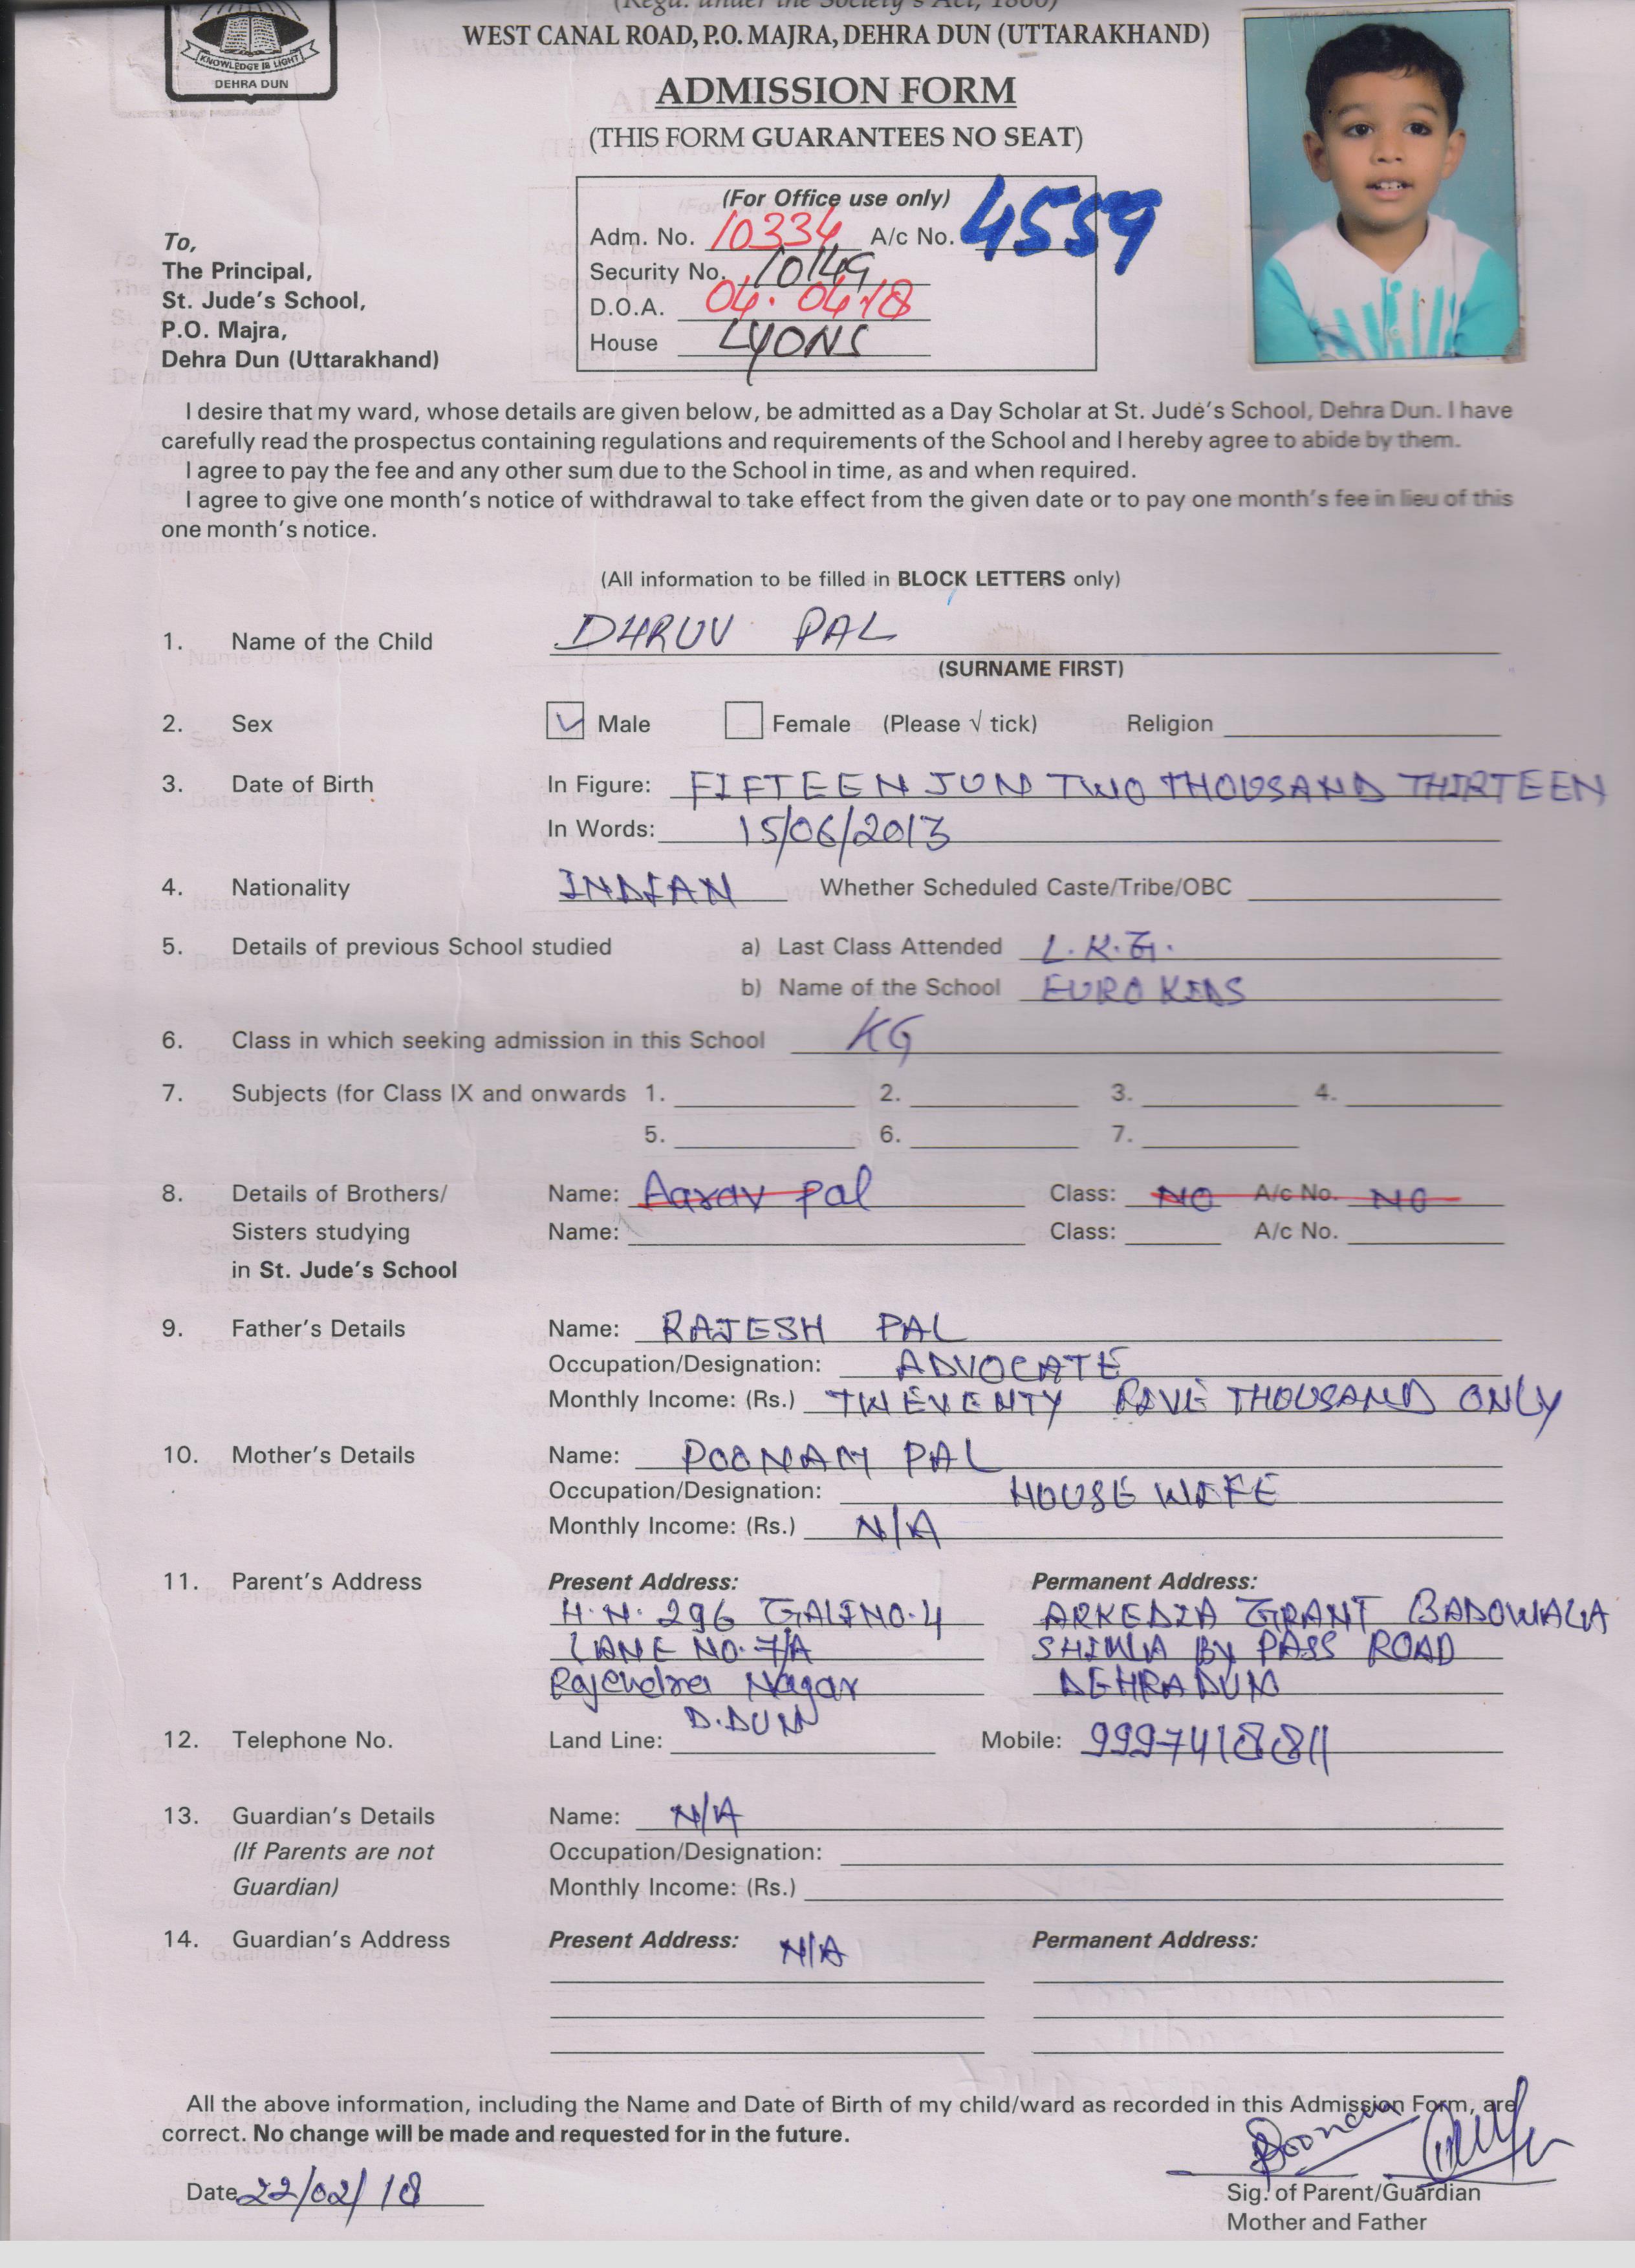 (Regd. under the Society's Act, 1860)
WEST CANAL ROAD, P.O. MAJRA, DEHRA DUN (UTTARAKHAND)
KNOWLEDGE IS LIGHT
DEHRA DUN
ADMISSION FORM
(THIS FORM GUARANTEES NO SEAT)
(For Office use only)
Adm. No. 10334 A/c No. 4559
Security No. 10149
D.O.A. 04.04.18
House LYONS
To,
The Principal,
St. Jude's School,
P.O. Majra,
Dehra Dun (Uttarakhand)
I desire that my ward, whose details are given below, be admitted as a Day Scholar at St. Jude's School, Dehra Dun. I have
carefully read the prospectus containing regulations and requirements of the School and I hereby agree to abide by them.
I agree to pay the fee and any other sum due to the School in time, as and when required.
I agree to give one month's notice of withdrawal to take effect from the given date or to pay one month's fee in lieu of this
one month's notice.
(All information to be filled in BLOCK LETTERS only)
1. Name of the Child DHRUV PAL
(SURNAME FIRST)
2. Sex Male Female (Please √ tick) Religion
3. Date of Birth In Figure: FIFTEEN JUN TWO THOUSAND THIRTEEN
In Words: 15/06/2013
4. Nationality INDIAN Whether Scheduled Caste/Tribe/OBC
5. Details of previous School studied a) Last Class Attended L.K.G.
b) Name of the School EURO KIDS
6. Class in which seeking admission in this School KG
7. Subjects (for Class IX and onwards 1. 2. 3. 4.
5. 6. 7.
8. Details of Brothers/ Name: Aarav pal Class: NO A/c No. NO
Sisters studying Name: Class: A/c No.
in St. Jude's School
9. Father's Details Name: RAJESH PAL
Occupation/Designation: ADVOCATE
Monthly Income: (Rs.) TWEVENTY FIVE THOUSAND ONLY
10. Mother's Details Name: POONAM PAL
Occupation/Designation: HOUSE WIFE
Monthly Income: (Rs.) N/A
11. Parent's Address Present Address: Permanent Address:
H.N. 296 GALINO.4 ARKEDIA GRANT BADOWALA
LANE NO. 7/A SHIMLA BY PASS ROAD
Rajendra Nagar DEHRADUN
D.DUN
12. Telephone No. Land Line: Mobile: 9997418811
13. Guardian's Details Name: N/A
(If Parents are not Occupation/Designation:
Guardian) Monthly Income: (Rs.)
14. Guardian's Address Present Address: N/A Permanent Address:
All the above information, including the Name and Date of Birth of my child/ward as recorded in this Admission Form, are
correct. No change will be made and requested for in the future.
Poonam
Date 22/02/18
Sig. of Parent/Guardian
Mother and Father